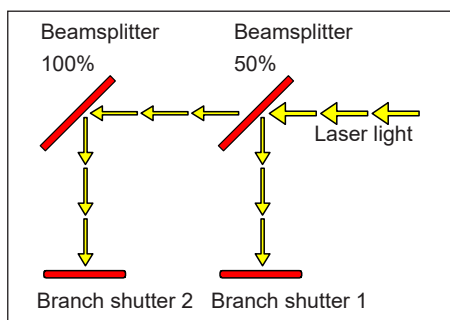 Beamsplitter
100%
Beamsplitter
50%
Laser light
Branch shutter 2
Branch shutter 1